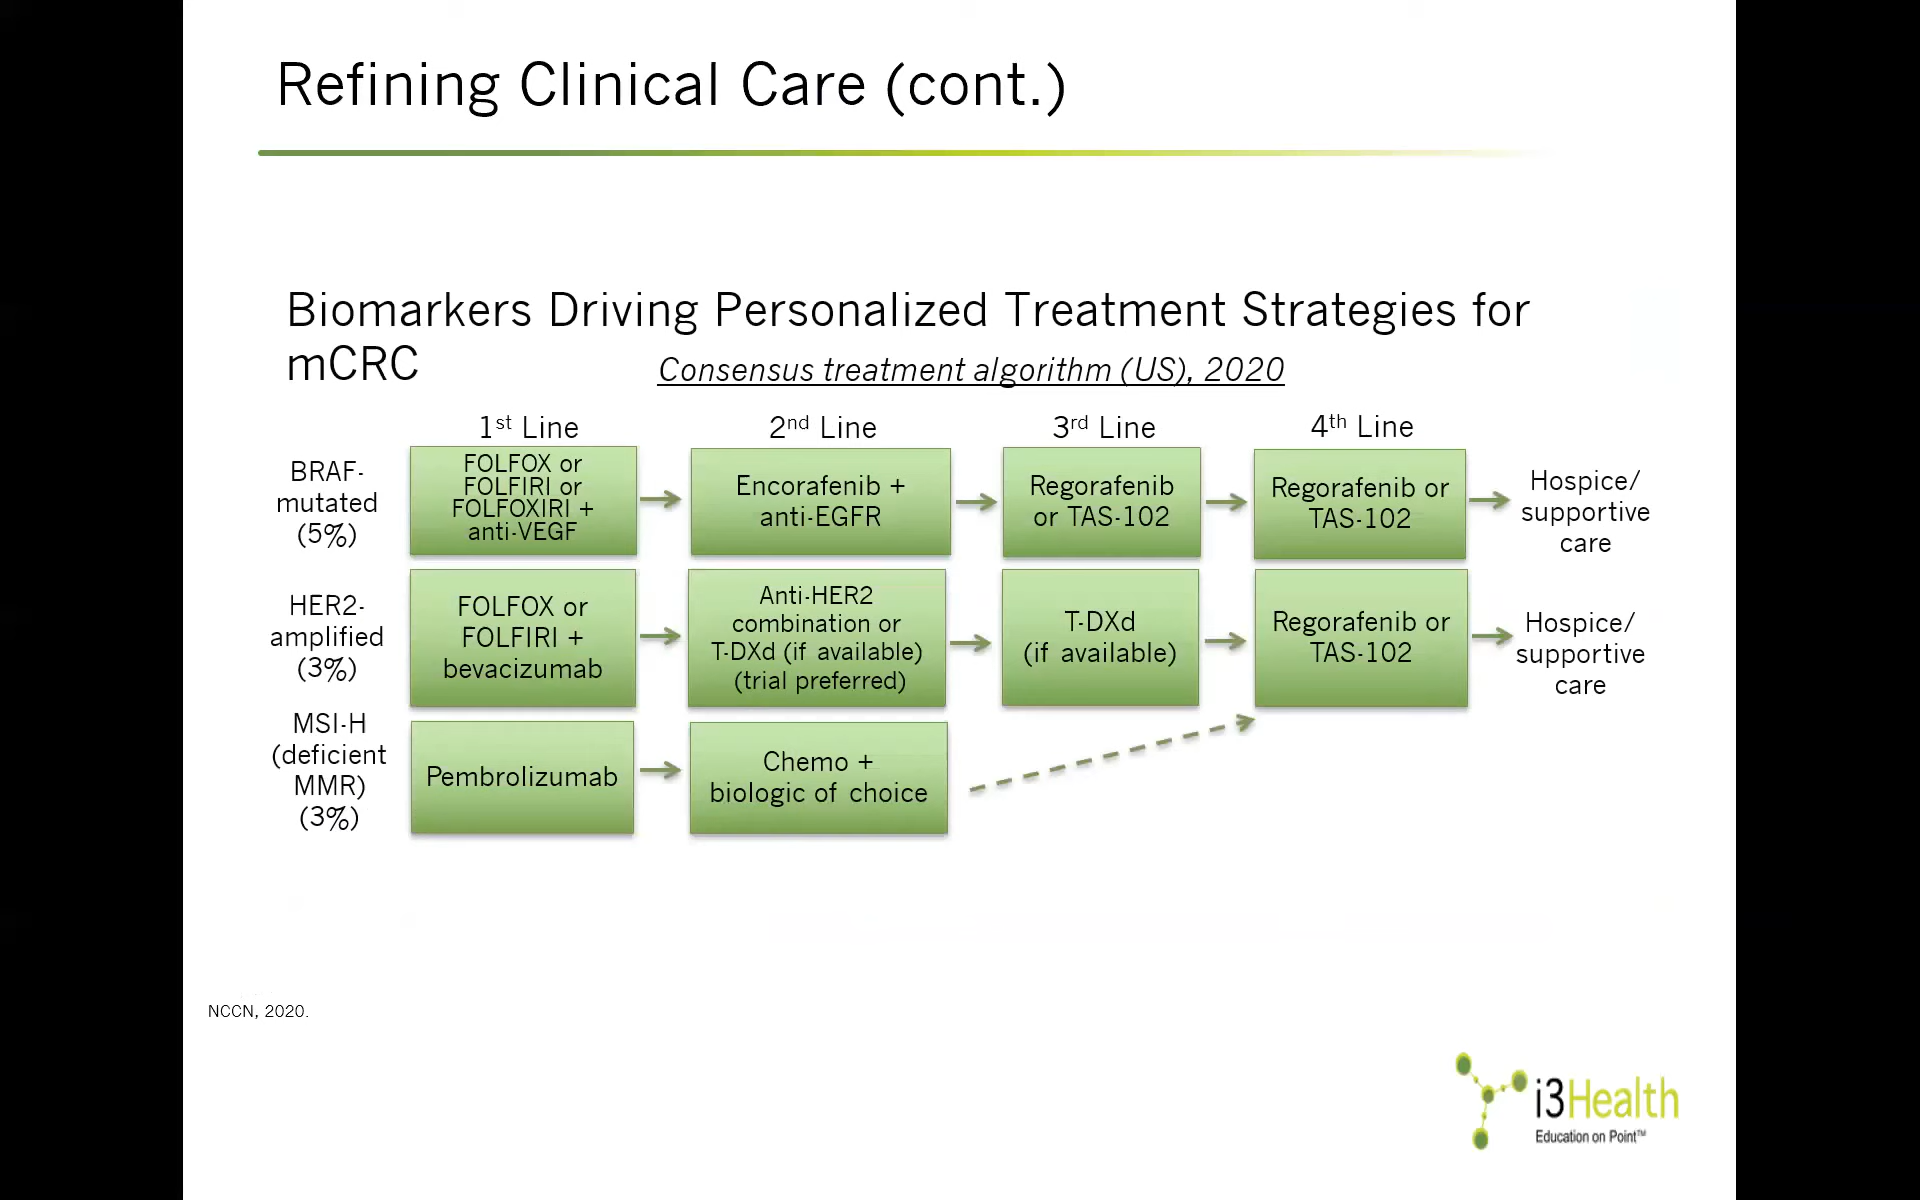 Refining Clinical Care (cont.)
Biomarkers Driving Personalized Treatment Strategies for
mCRC
Consensus treatment algorithm (US), 2020
1st Line
2nd Line
3rd Line
4th Line
BRAF-
mutated
(5%)
FOLFOX or
FOLFIRI or
FOLFOXIRI +
anti-VEGF
Encorafenib +
anti-EGFR
Regorafenib
or TAS-102
Regorafenib or
TAS-102
Hospice/
supportive
care
HER2-
amplified
(3%)
FOLFOX or
FOLFIRI +
bevacizumab
Anti-HER2
combination or
T-DXd (if available)
(trial preferred)
T-DXd
(if available)
Regorafenib or
TAS-102
Hospice/
supportive
care
MSI-H
(deficient
MMR)
(3%)
Pembrolizumab
Chemo +
biologic of choice
NCCN, 2020.
i3Health
Education on Point™